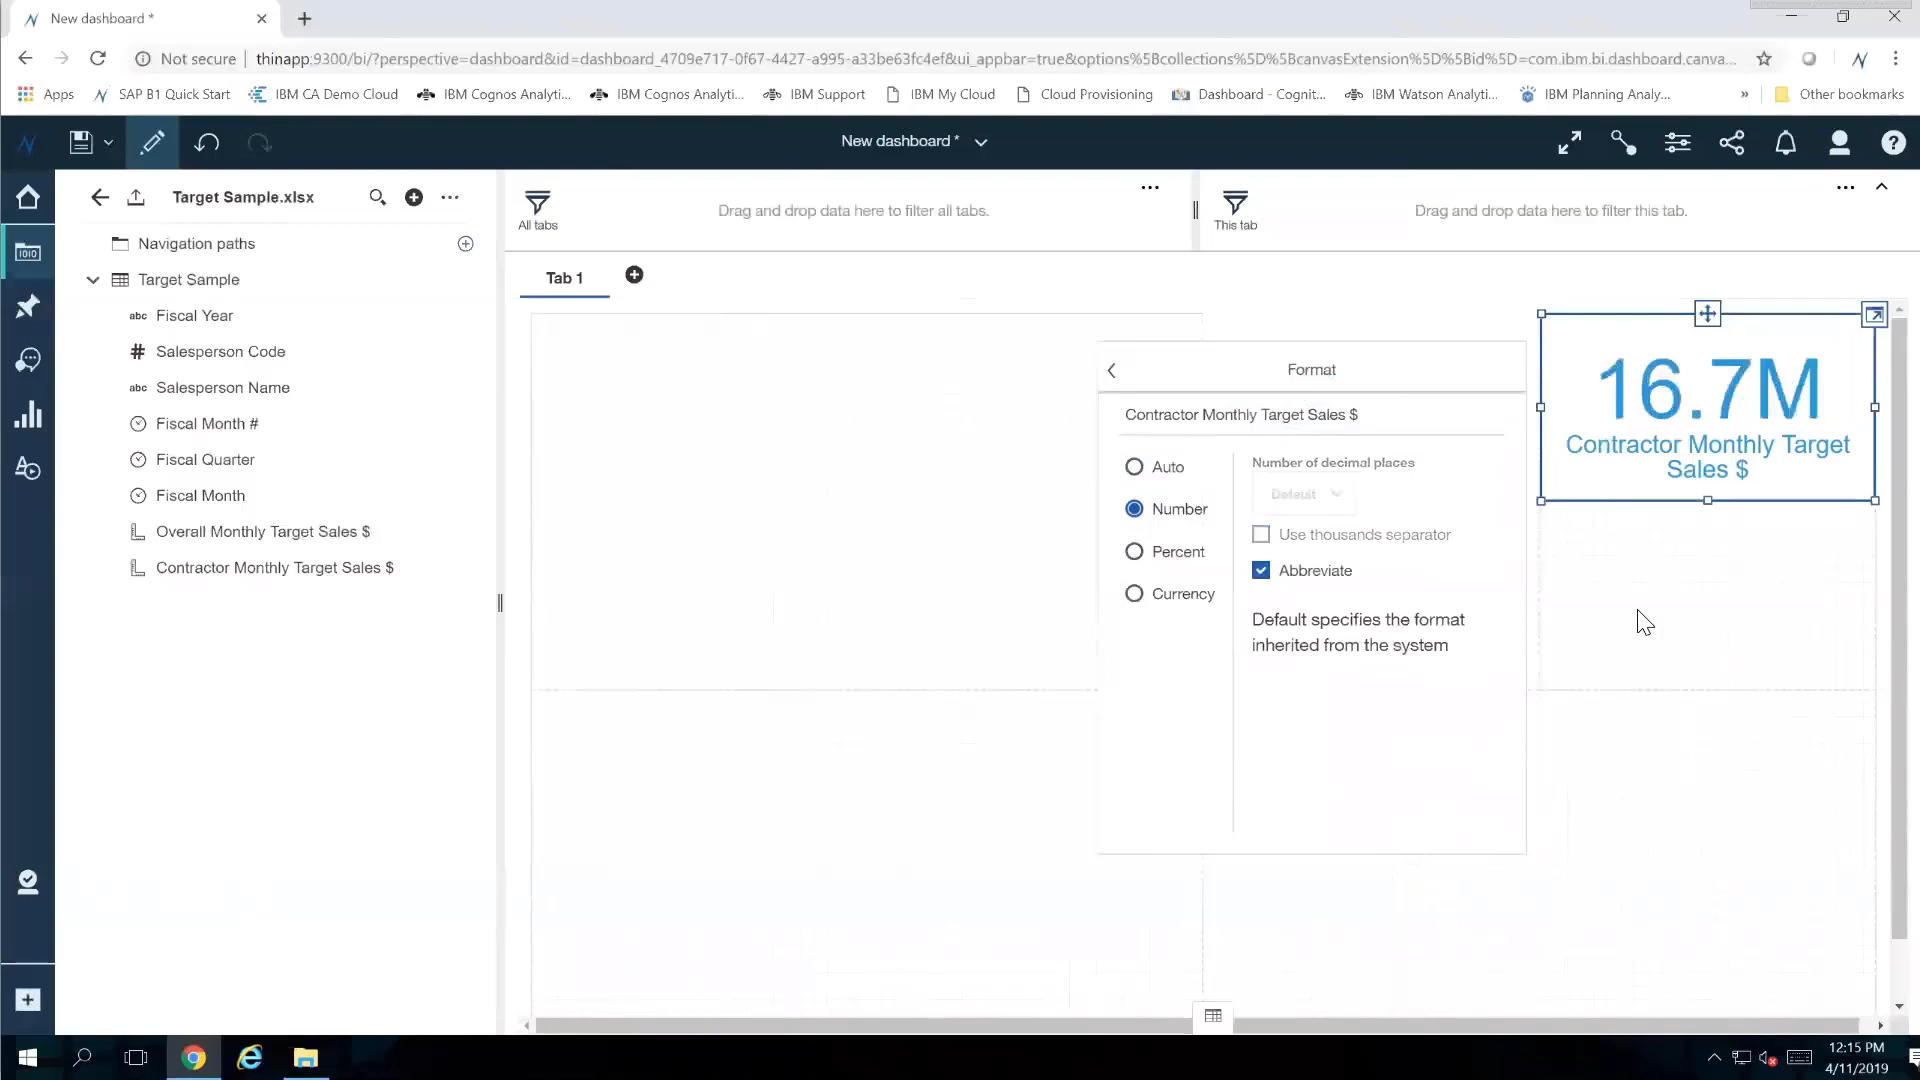 New dashboard *
Not secure
thinapp:9300/bi/?perspective=dashboard&id=dashboard_4709e717-0f67-4427-a995-a33be63fc4ef&ui_appbar=true&options%5Bcollections%5D%5BcanvasExtension%5D%5Bid%5D=com.ibm.bi.dashboard.canva...
Apps
SAP B1 Quick Start
IBM CA Demo Cloud
IBM Cognos Analyti...
IBM Cognos Analyti...
IBM Support
IBM My Cloud
Cloud Provisioning
Dashboard - Cognit...
IBM Watson Analyti...
IBM Planning Analy...
»
Other bookmarks
New dashboard *
Target Sample.xlsx
All tabs
Drag and drop data here to filter all tabs.
This tab
Drag and drop data here to filter this tab.
Navigation paths
Target Sample
abc Fiscal Year
# Salesperson Code
abc Salesperson Name
Fiscal Month #
Fiscal Quarter
Fiscal Month
Overall Monthly Target Sales $
Contractor Monthly Target Sales $
Tab 1
Format
Contractor Monthly Target Sales $
Auto
Number
Percent
Currency
Number of decimal places
Default
Use thousands separator
Abbreviate
Default specifies the format
inherited from the system
16.7M
Contractor Monthly Target
Sales $
12:15 PM
4/11/2019